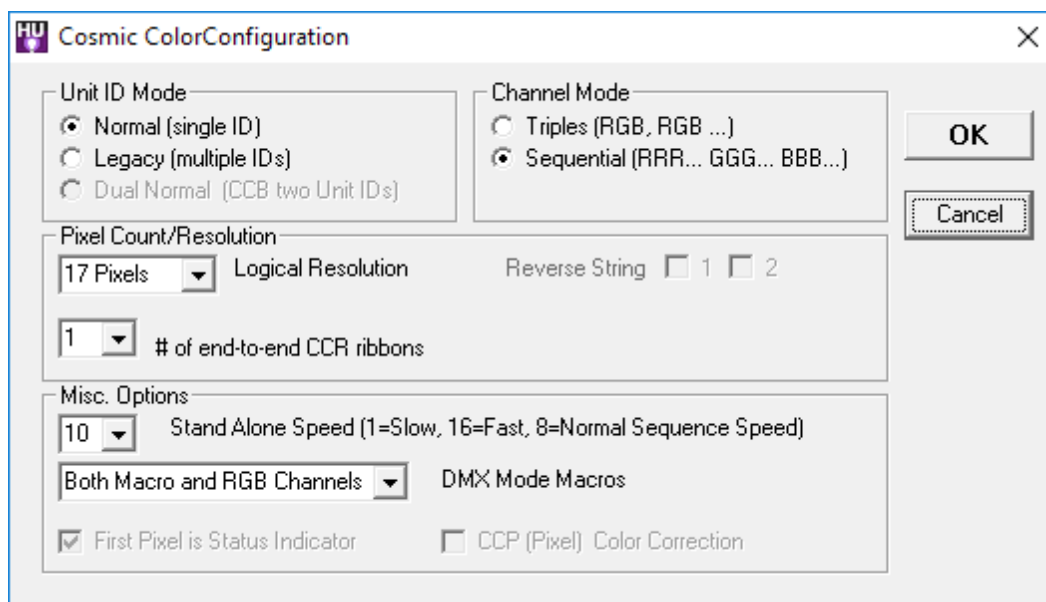 HU Cosmic ColorConfiguration
Unit ID Mode
Normal (single ID)
Legacy (multiple IDs)
Dual Normal (CCB two Unit IDs)
Channel Mode
Triples (RGB, RGB ...)
Sequential (RRR... GGG... BBB...)
OK
Cancel
Pixel Count/Resolution
17 Pixels Logical Resolution Reverse String 1 2
1 # of end-to-end CCR ribbons
Misc. Options
10 Stand Alone Speed (1=Slow, 16=Fast, 8=Normal Sequence Speed)
Both Macro and RGB Channels DMX Mode Macros
First Pixel is Status Indicator CCP (Pixel) Color Correction